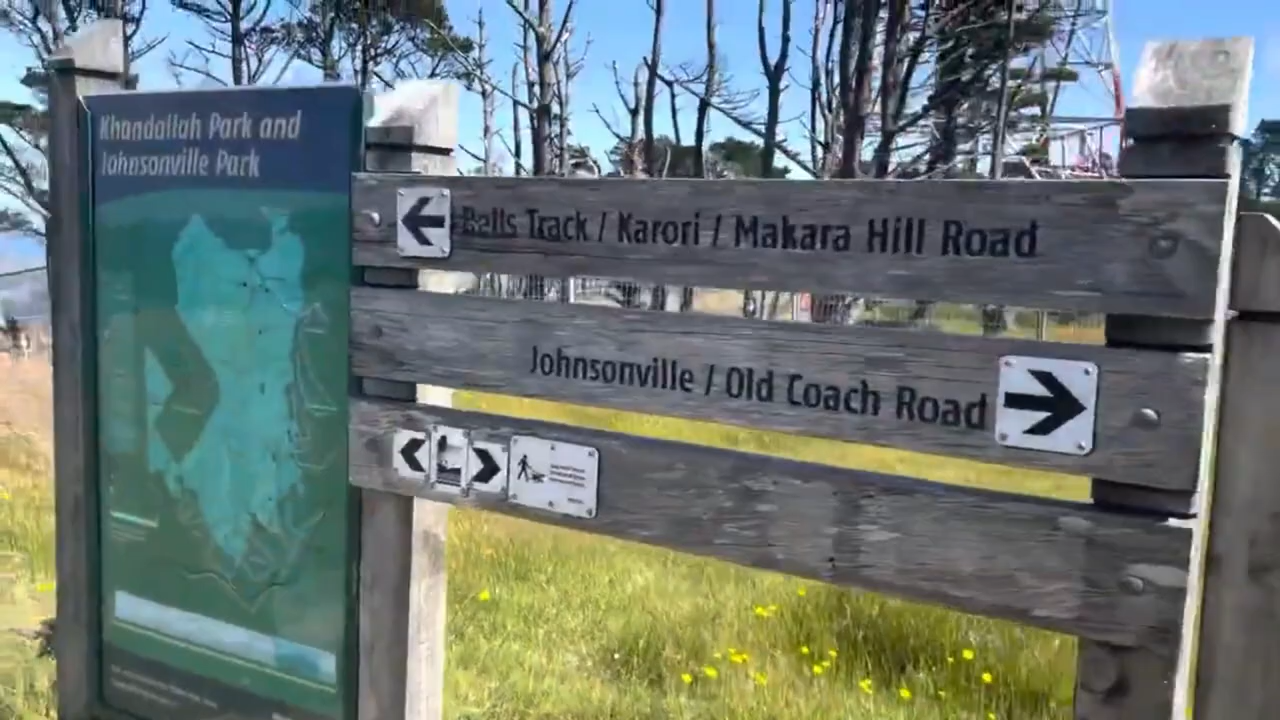 Khandallah Park and
Johnsonville Park
Bells Track / Karori / Makara Hill Road
Johnsonville / Old Coach Road